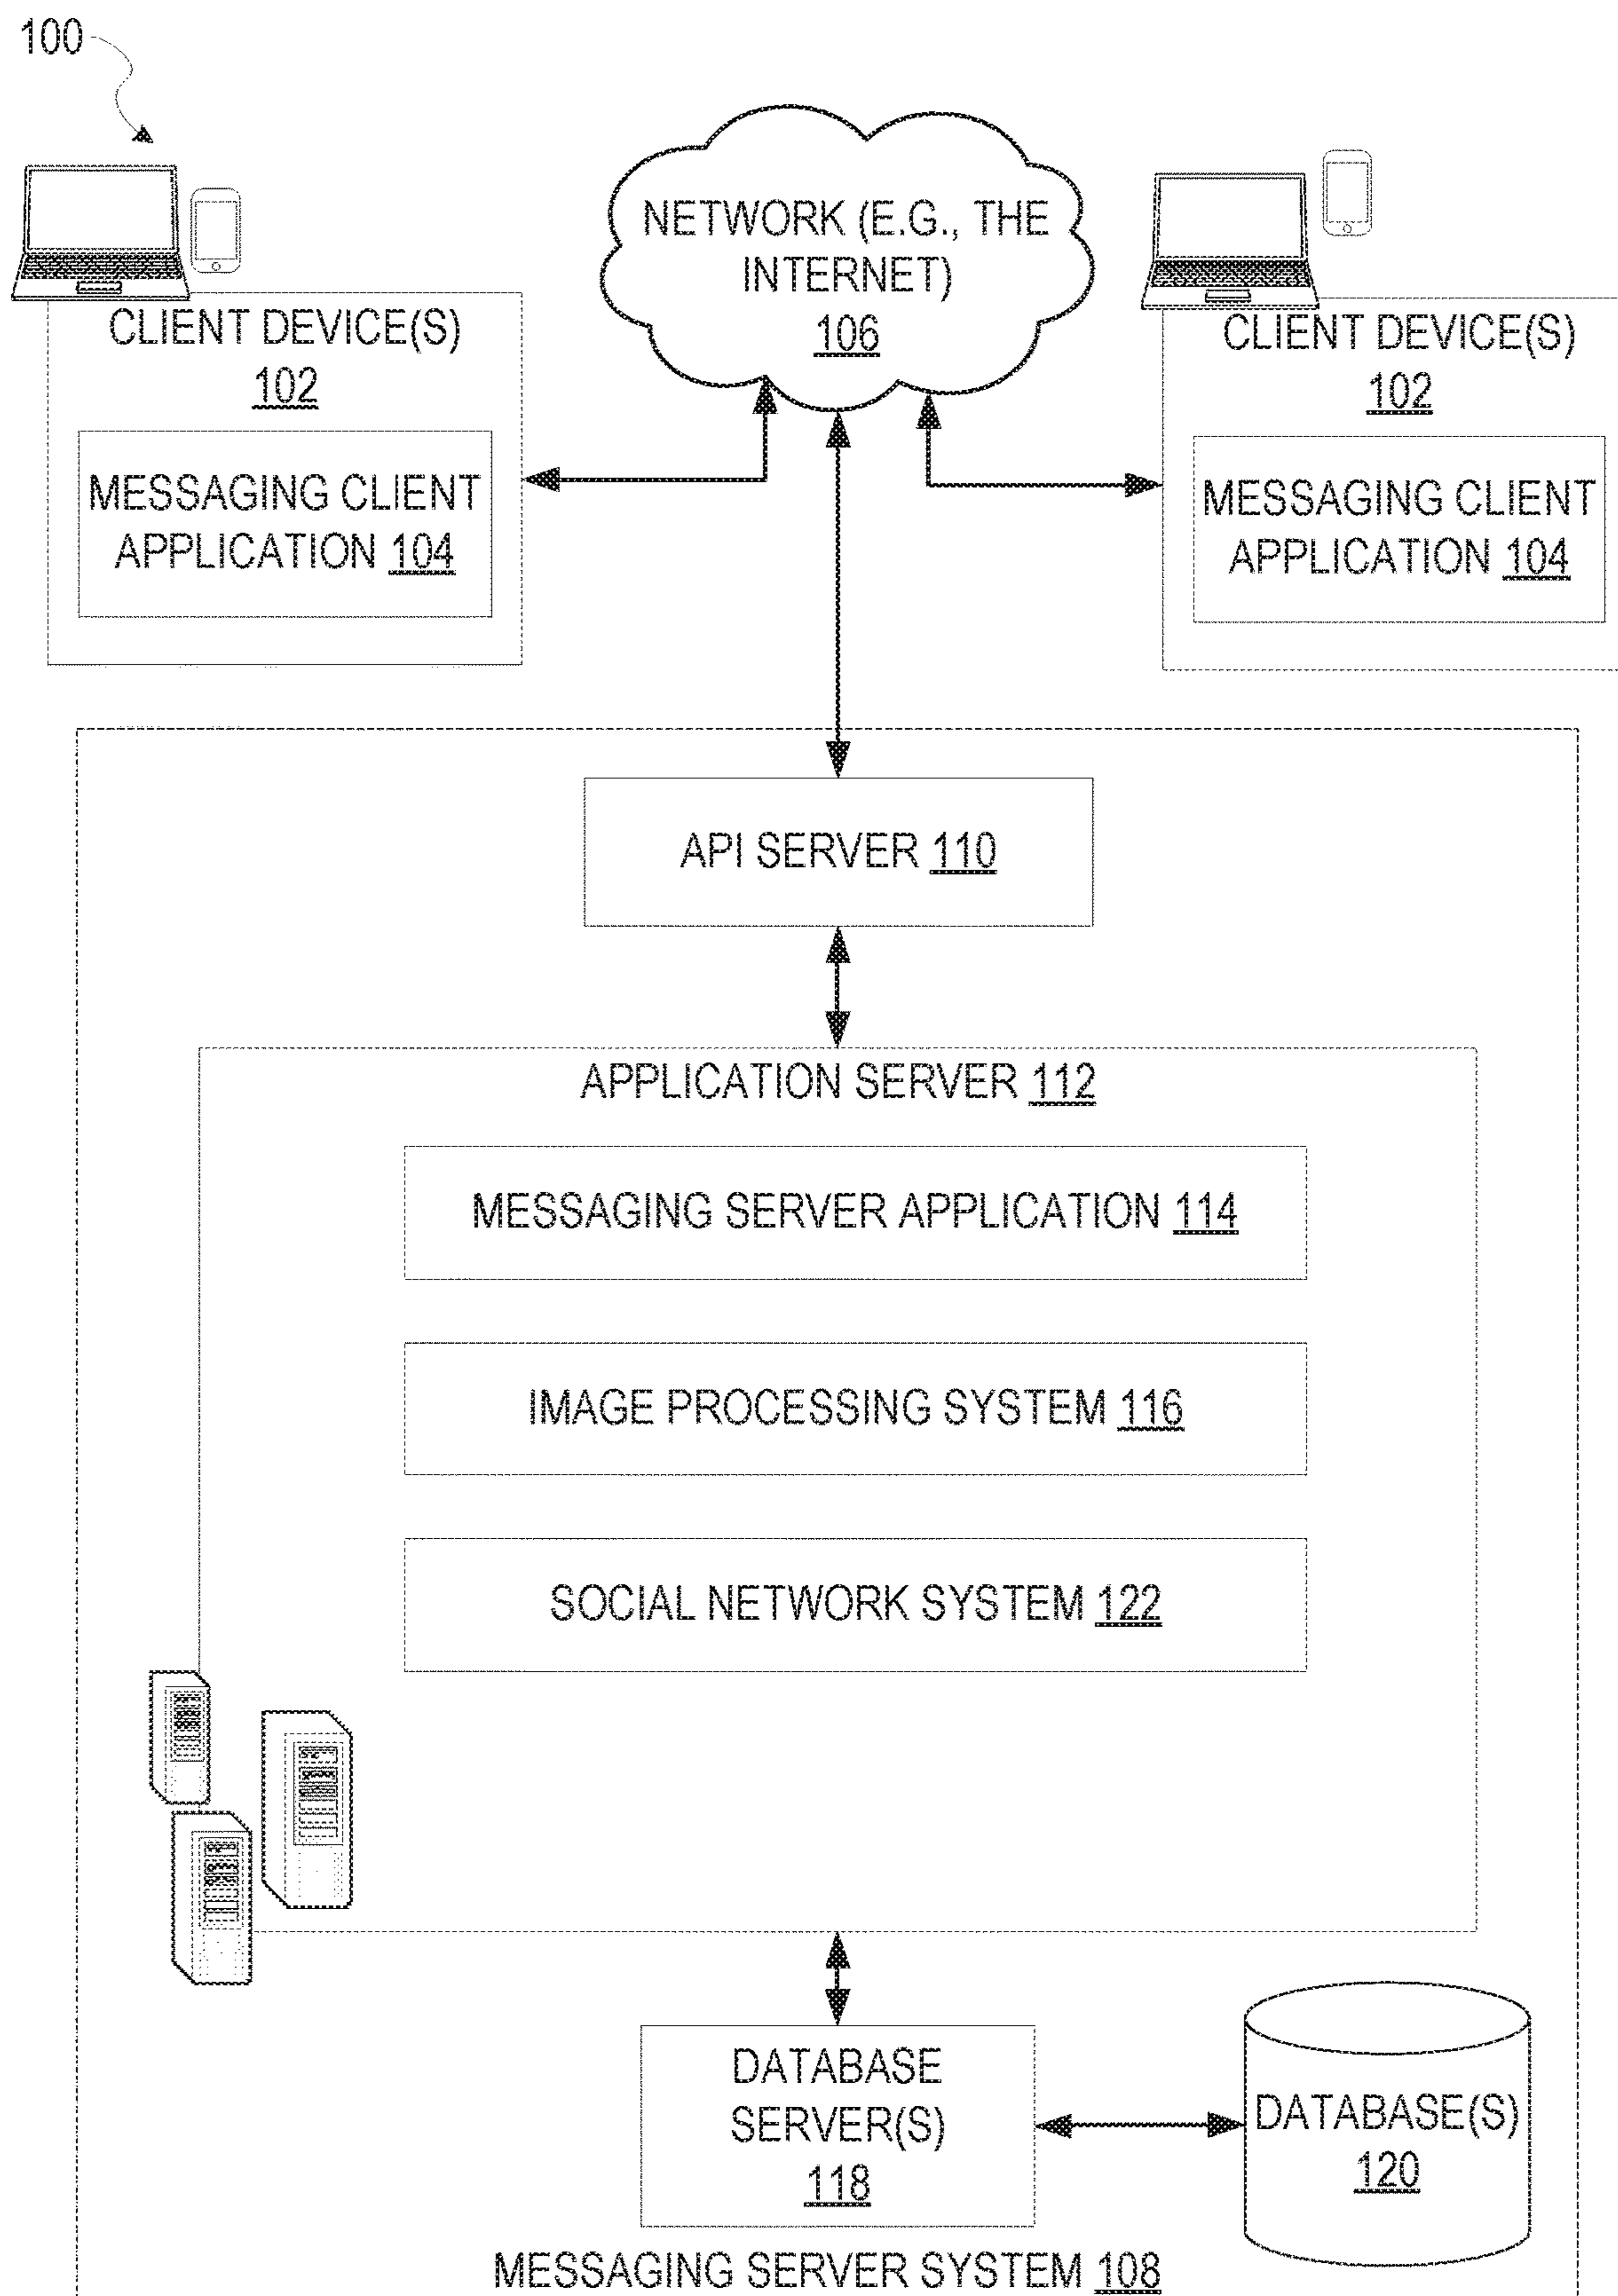 100
NETWORK (E.G., THE
INTERNET)
106
CLIENT DEVICE(S)
102
MESSAGING CLIENT
APPLICATION 104
CLIENT DEVICE(S)
102
MESSAGING CLIENT
APPLICATION 104
API SERVER 110
APPLICATION SERVER 112
MESSAGING SERVER APPLICATION 114
IMAGE PROCESSING SYSTEM 116
SOCIAL NETWORK SYSTEM 122
DATABASE
SERVER(S)
118
DATABASE(S)
120
MESSAGING SERVER SYSTEM 108